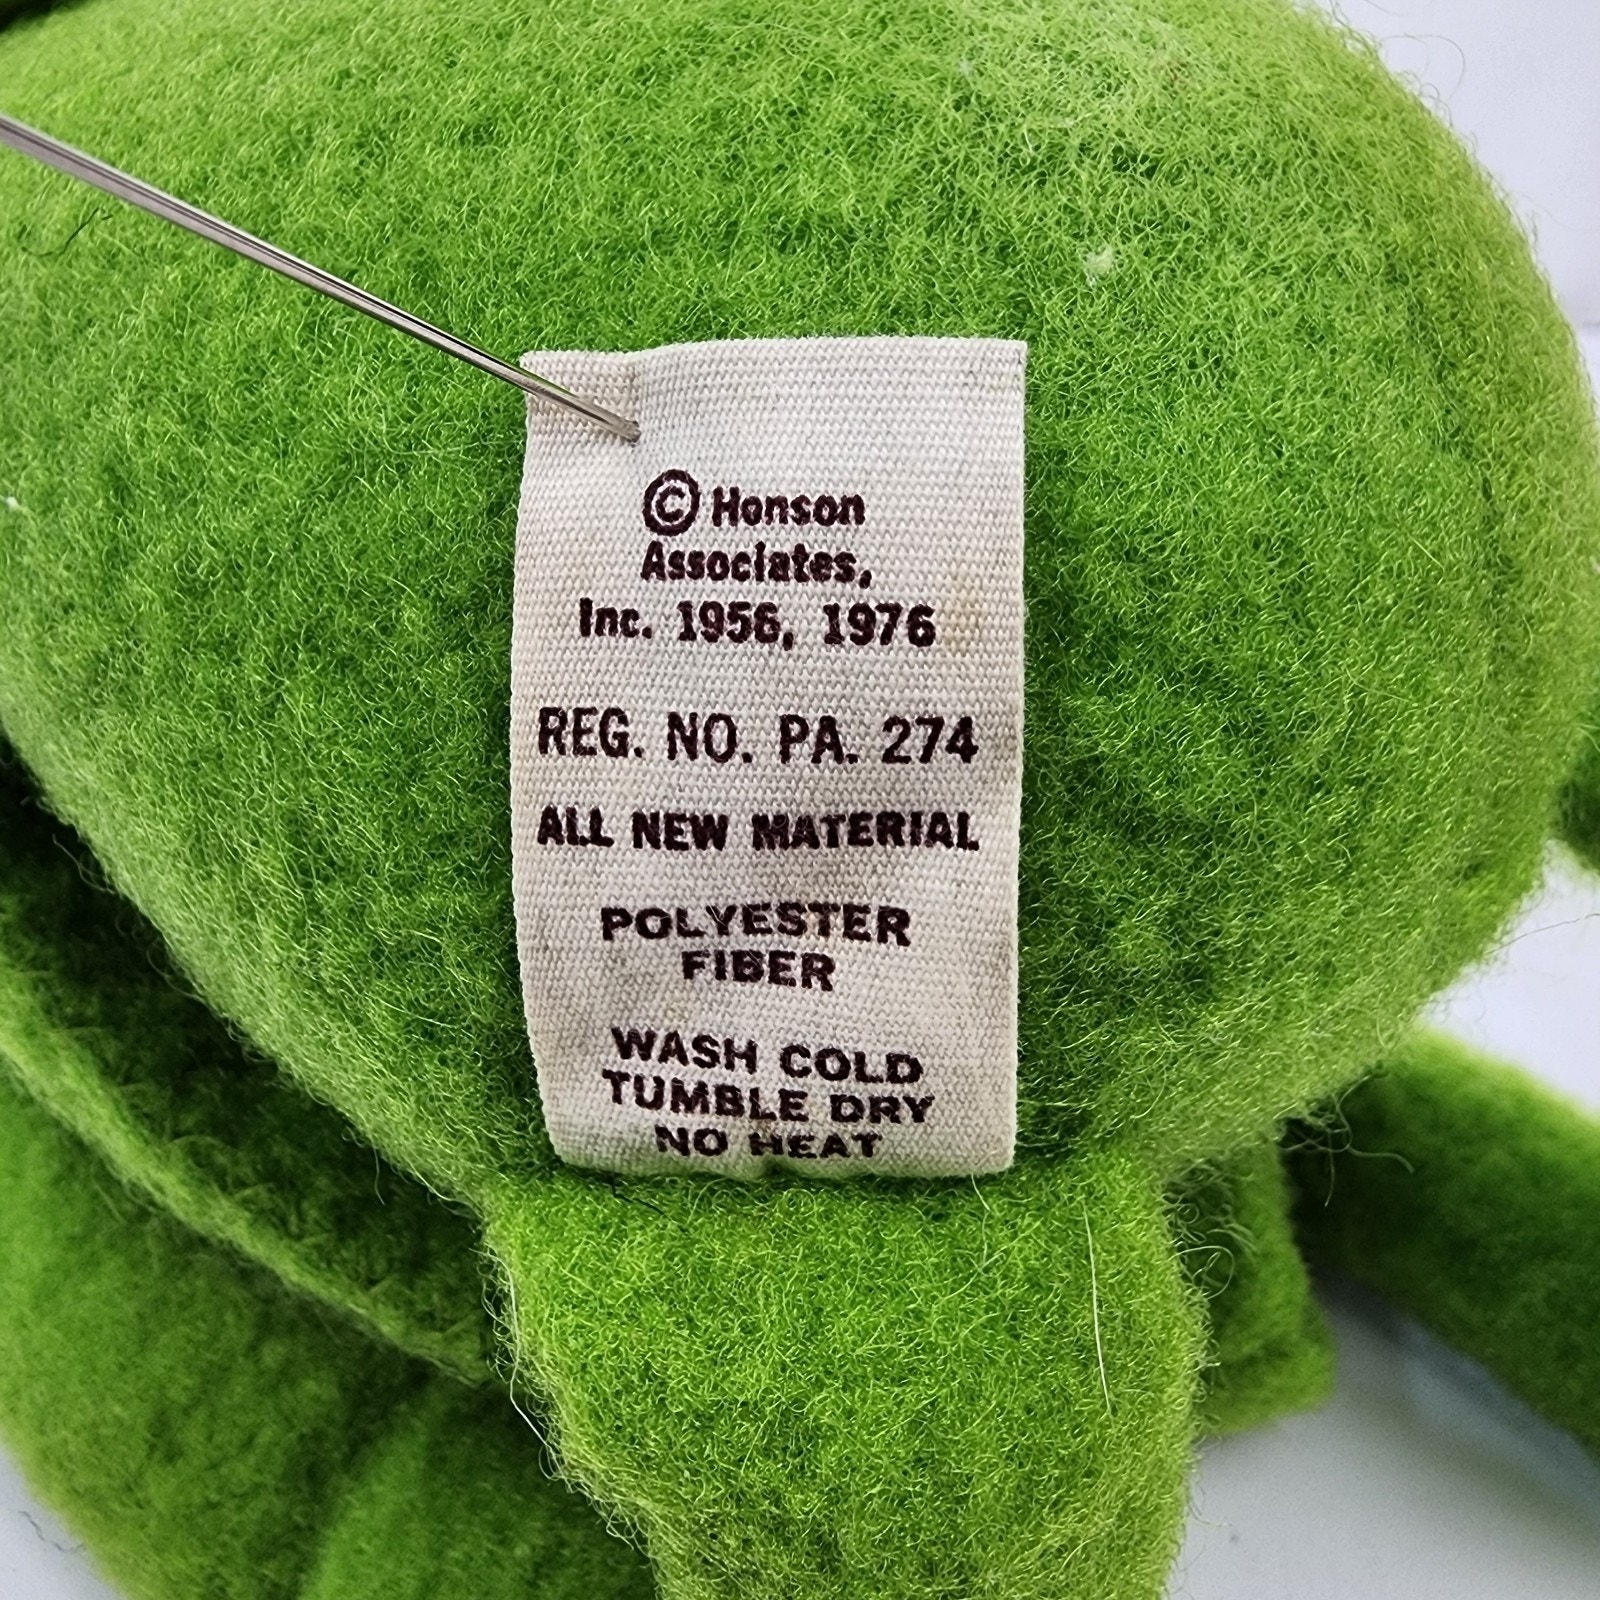 © Honson
Associates,
Inc. 1956, 1976
REG. NO. PA. 274
ALL NEW MATERIAL
POLYESTER
FIBER
WASH COLD
TUMBLE DRY
NO HEAT